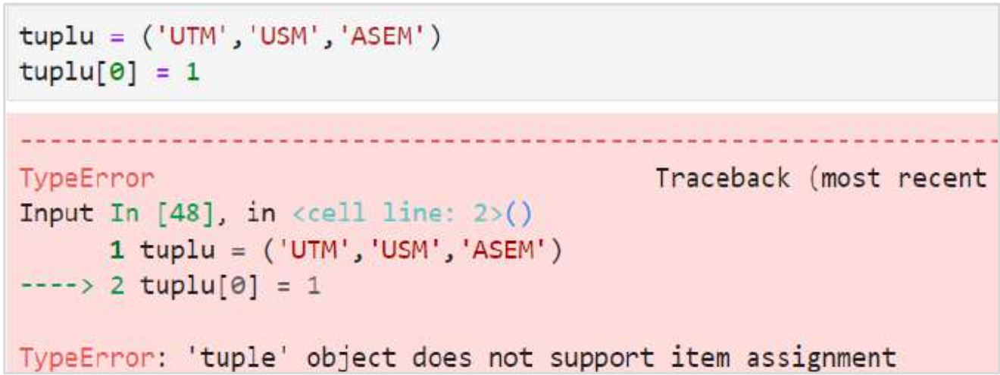 tuplu = ('UTM','USM','ASEM')
tuplu[0] = 1
---------------------------------------------------------------------------
TypeError Traceback (most recent
Input In [48], in <cell line: 2>()
1 tuplu = ('UTM','USM','ASEM')
----> 2 tuplu[0] = 1
TypeError: 'tuple' object does not support item assignment